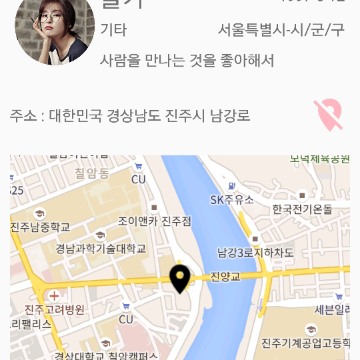 기타 서울특별시-시/군/구
사람을 만나는 것을 좋아해서
주소 : 대한민국 경상남도 진주시 남강로
모덕체육공원
칠암동
CU
525
SK주유소
한국전기온돌
조이앤카 진주점
진주남중학교
경남과학기술대학교
남강3로지하차도
진양교
진주고려병원
세븐일레
CU
리팰리스
진주기계공업고등학
경상대학교 칠암캠퍼스